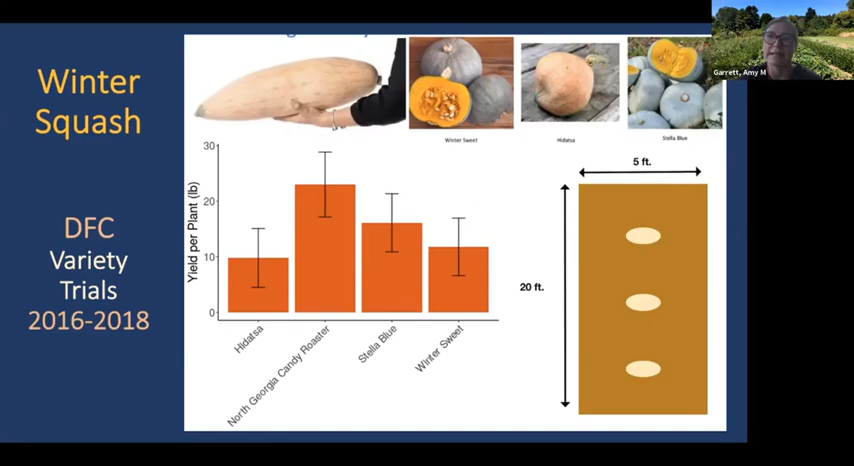 Winter
Squash
DFC
Variety
Trials
2016-2018
Winter Sweet
Hidatsa
Stella Blue
Garrett, Amy M
Yield per Plant (lb)
30
20
10
0
Hidatsa
North Georgia Candy Roaster
Stella Blue
Winter Sweet
5 ft.
20 ft.